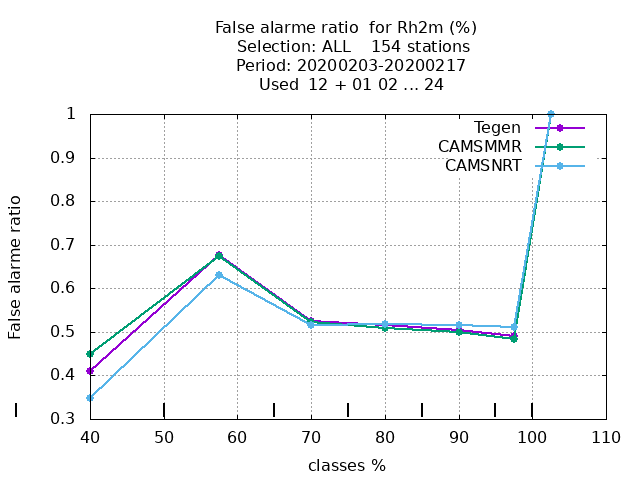 False alarme ratio  for Rh2m (%)
Selection: ALL    154 stations
Period: 20200203-20200217
Used  12 + 01 02 ... 24
Tegen
CAMSMMR
CAMSNRT
False alarme ratio
1
0.9
0.8
0.7
0.6
0.5
0.4
0.3
40 50 60 70 80 90 100 110
classes %